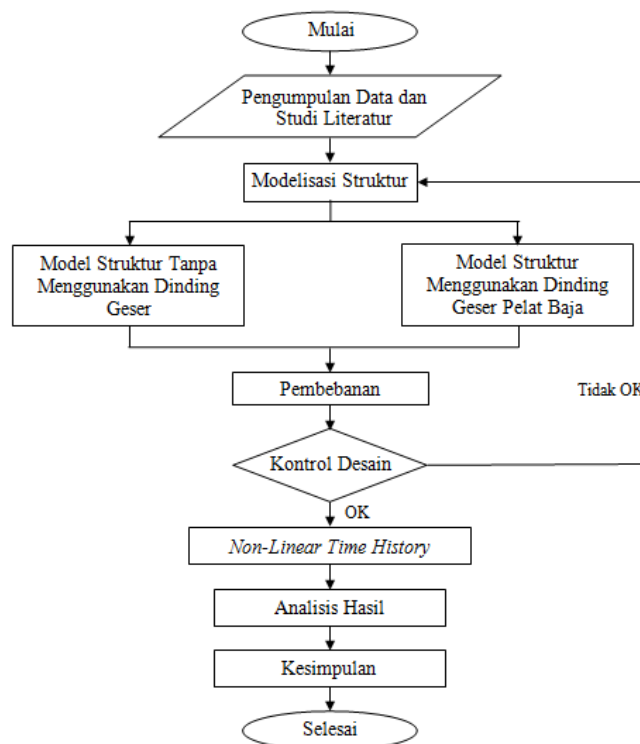 Mulai
Pengumpulan Data dan
Studi Literatur
Modelisasi Struktur
Model Struktur Tanpa
Menggunakan Dinding
Geser
Model Struktur
Menggunakan Dinding
Geser Pelat Baja
Pembebanan
Tidak OK
Kontrol Desain
OK
Non-Linear Time History
Analisis Hasil
Kesimpulan
Selesai